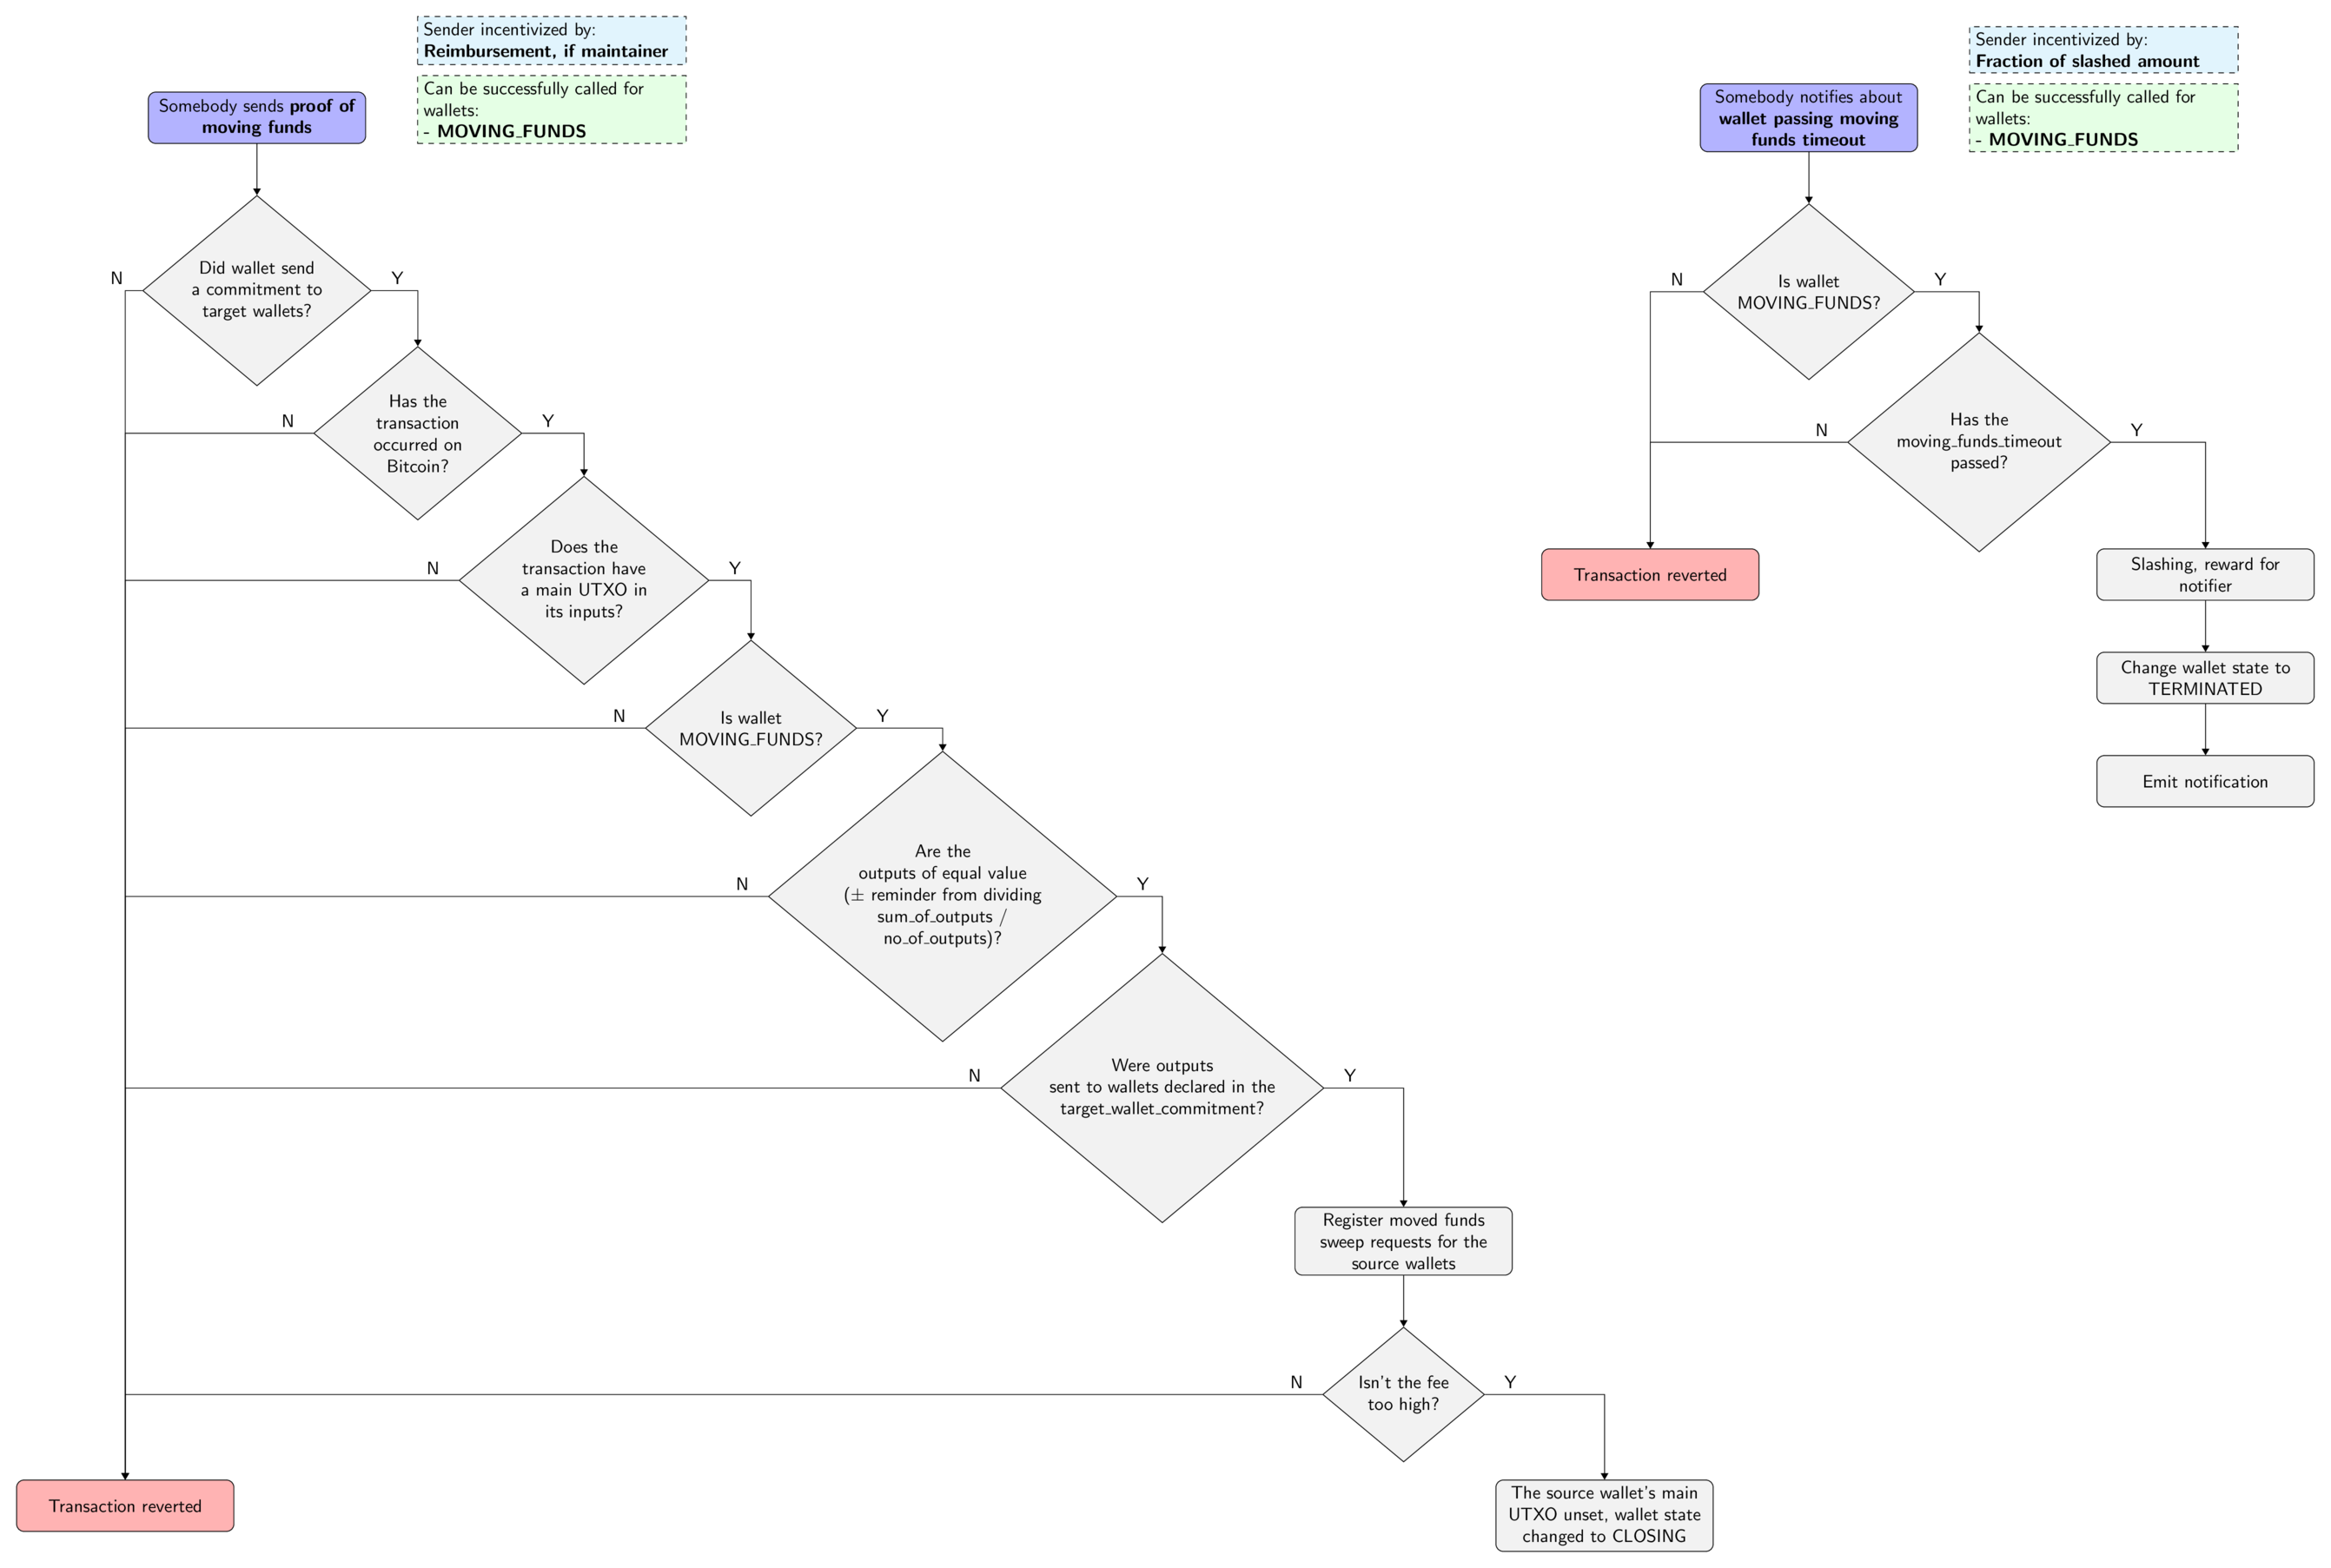 Sender incentivized by:
Reimbursement, if maintainer
Can be successfully called for
wallets:
- MOVING_FUNDS
Somebody sends proof of
moving funds
Did wallet send
a commitment to
target wallets?
N
Y
Has the
transaction
occurred on
Bitcoin?
N
Y
Does the
transaction have
a main UTXO in
its inputs?
N
Y
Is wallet
MOVING_FUNDS?
N
Y
Are the
outputs of equal value
(± reminder from dividing
sum_of_outputs /
no_of_outputs)?
N
Y
Were outputs
sent to wallets declared in the
target_wallet_commitment?
N
Y
Register moved funds
sweep requests for the
source wallets
Isn't the fee
too high?
N
Y
Transaction reverted
The source wallet's main
UTXO unset, wallet state
changed to CLOSING
Sender incentivized by:
Fraction of slashed amount
Can be successfully called for
wallets:
- MOVING_FUNDS
Somebody notifies about
wallet passing moving
funds timeout
Is wallet
MOVING_FUNDS?
N
Y
Has the
moving_funds_timeout
passed?
N
Y
Transaction reverted
Slashing, reward for
notifier
Change wallet state to
TERMINATED
Emit notification